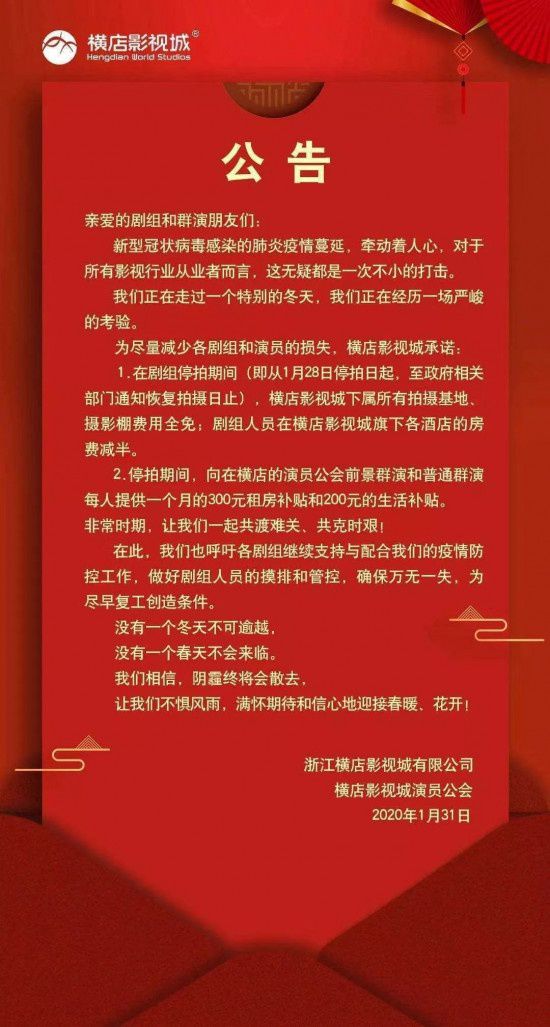 横店影视城®
Hengdian World Studios
公告
亲爱的剧组和群演朋友们：
新型冠状病毒感染的肺炎疫情蔓延，牵动着人心，对于
所有影视行业从业者而言，这无疑都是一次不小的打击。
我们正在走过一个特别的冬天，我们正在经历一场严峻
的考验。
为尽量减少各剧组和演员的损失，横店影视城承诺：
1.在剧组停拍期间（即从1月28日停拍日起，至政府相关
部门通知恢复拍摄日止），横店影视城下属所有拍摄基地、
摄影棚费用全免；剧组人员在横店影视城旗下各酒店的房
费减半。
2.停拍期间，向在横店的演员公会前景群演和普通群演
每人提供一个月的300元租房补贴和200元的生活补贴。
非常时期，让我们一起共渡难关、共克时艰！
在此，我们也呼吁各剧组继续支持与配合我们的疫情防
控工作，做好剧组人员的摸排和管控，确保万无一失，为
尽早复工创造条件。
没有一个冬天不可逾越，
没有一个春天不会来临。
我们相信，阴霾终将会散去，
让我们不惧风雨，满怀期待和信心地迎接春暖、花开！
浙江横店影视城有限公司
横店影视城演员公会
2020年1月31日